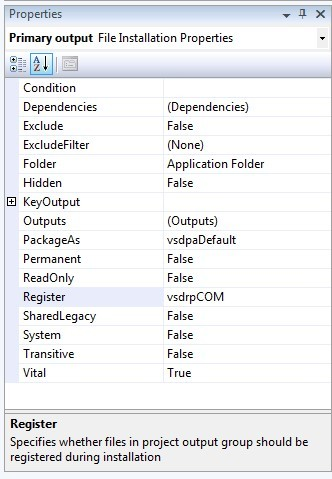 Properties
Primary output File Installation Properties
Condition
Dependencies (Dependencies)
Exclude False
ExcludeFilter (None)
Folder Application Folder
Hidden False
KeyOutput
Outputs (Outputs)
PackageAs vsdpaDefault
Permanent False
ReadOnly False
Register vsdrpCOM
SharedLegacy False
System False
Transitive False
Vital True
Register
Specifies whether files in project output group should be
registered during installation